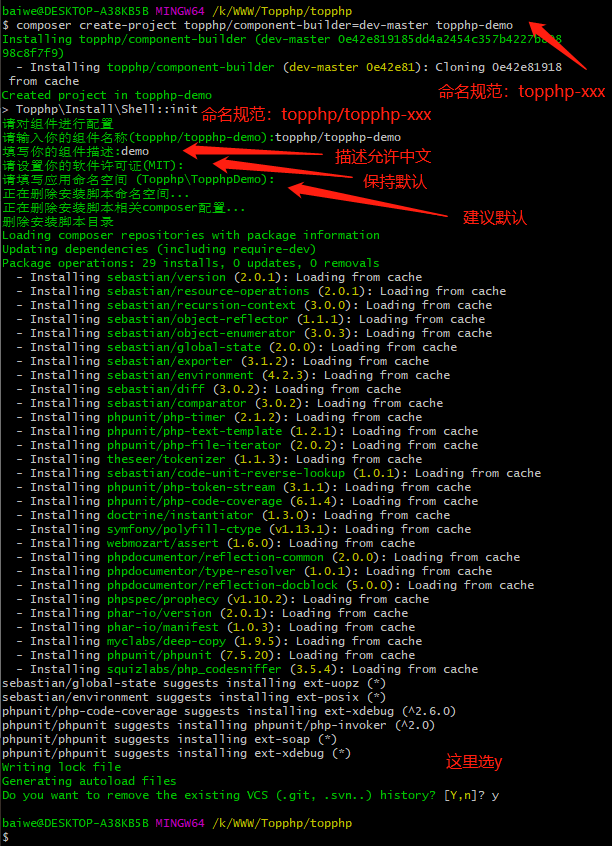 baiwe@DESKTOP-A38KB5B MINGW64 /k/WWW/Topphp/topphp
$ composer create-project topphp/component-builder=dev-master topphp-demo
Installing topphp/component-builder (dev-master 0e42e819185dd4a2454c357b4227b
98c8f7f9)
- Installing topphp/component-builder (dev-master 0e42e81): Cloning 0e42e81918
from cache
命名规范：topphp-xxx
Created project in topphp-demo
> Topphp\Install\Shell::init
命名规范：topphp/topphp-xxx
请对组件进行配置
请输入你的组件名称(topphp/topphp-demo):topphp/topphp-demo
填写你的组件描述:demo
描述允许中文
请设置你的软件许可证(MIT):
保持默认
请填写应用命名空间 (Topphp\TopphpDemo):
建议默认
正在删除安装脚本命名空间...
正在删除安装脚本相关composer配置...
删除安装脚本目录
Loading composer repositories with package information
Updating dependencies (including require-dev)
Package operations: 29 installs, 0 updates, 0 removals
- Installing sebastian/version (2.0.1): Loading from cache
- Installing sebastian/resource-operations (2.0.1): Loading from cache
- Installing sebastian/recursion-context (3.0.0): Loading from cache
- Installing sebastian/object-reflector (1.1.1): Loading from cache
- Installing sebastian/object-enumerator (3.0.3): Loading from cache
- Installing sebastian/global-state (2.0.0): Loading from cache
- Installing sebastian/exporter (3.1.2): Loading from cache
- Installing sebastian/environment (4.2.3): Loading from cache
- Installing sebastian/diff (3.0.2): Loading from cache
- Installing sebastian/comparator (3.0.2): Loading from cache
- Installing phpunit/php-timer (2.1.2): Loading from cache
- Installing phpunit/php-text-template (1.2.1): Loading from cache
- Installing phpunit/php-file-iterator (2.0.2): Loading from cache
- Installing theseer/tokenizer (1.1.3): Loading from cache
- Installing sebastian/code-unit-reverse-lookup (1.0.1): Loading from cache
- Installing phpunit/php-token-stream (3.1.1): Loading from cache
- Installing phpunit/php-code-coverage (6.1.4): Loading from cache
- Installing doctrine/instantiator (1.3.0): Loading from cache
- Installing symfony/polyfill-ctype (v1.13.1): Loading from cache
- Installing webmozart/assert (1.6.0): Loading from cache
- Installing phpdocumentor/reflection-common (2.0.0): Loading from cache
- Installing phpdocumentor/type-resolver (1.0.1): Loading from cache
- Installing phpdocumentor/reflection-docblock (5.0.0): Loading from cache
- Installing phpspec/prophecy (v1.10.2): Loading from cache
- Installing phar-io/version (2.0.1): Loading from cache
- Installing phar-io/manifest (1.0.3): Loading from cache
- Installing myclabs/deep-copy (1.9.5): Loading from cache
- Installing phpunit/phpunit (7.5.20): Loading from cache
- Installing squizlabs/php_codesniffer (3.5.4): Loading from cache
sebastian/global-state suggests installing ext-uopz (*)
sebastian/environment suggests installing ext-posix (*)
phpunit/php-code-coverage suggests installing ext-xdebug (^2.6.0)
phpunit/phpunit suggests installing phpunit/php-invoker (^2.0)
phpunit/phpunit suggests installing ext-soap (*)
phpunit/phpunit suggests installing ext-xdebug (*)
Writing lock file
这里选y
Generating autoload files
Do you want to remove the existing VCS (.git, .svn..) history? [Y,n]? y
baiwe@DESKTOP-A38KB5B MINGW64 /k/WWW/Topphp/topphp
$